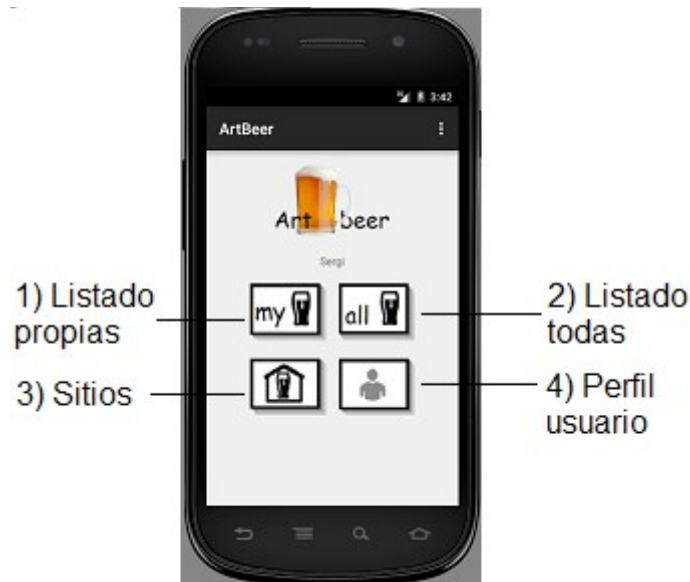 3:42
ArtBeer
Art beer
Sergi
1) Listado
propias
my
all
2) Listado
todas
3) Sitios
4) Perfil
usuario